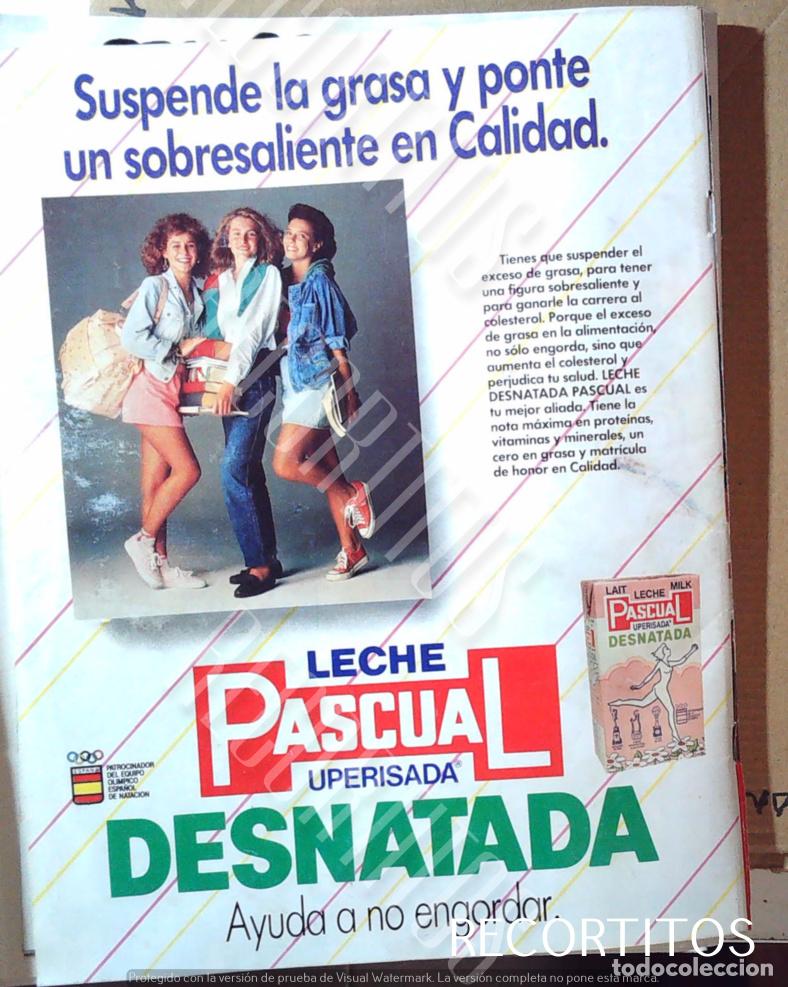 Suspende la grasa y ponte
un sobresaliente en Calidad.
Tienes que suspender el
exceso de grasa, para tener
una figura sobresaliente y
para ganarle la carrera al
colesterol. Porque el exceso
de grasa en la alimentación,
no sólo engorda, sino que
aumenta el colesterol y
perjudica tu salud. LECHE
DESNATADA PASCUAL es
tu mejor aliada. Tiene la
nota máxima en proteínas,
vitaminas y minerales, un
cero en grasa y matrícula
de honor en Calidad.
LAIT LECHE MILK
PASCUAL
UPERISADA
DESNATADA
LECHE
PASCUAL
UPERISADA®
ESPAÑA
PATROCINADOR
DEL EQUIPO
OLIMPICO
ESPAÑOL
DE NATACION
DESNATADA
Ayuda a no engordar.
RECORTITOS
todocoleccion
Protegido con la versión de prueba de Visual Watermark. La versión completa no pone esta marca.